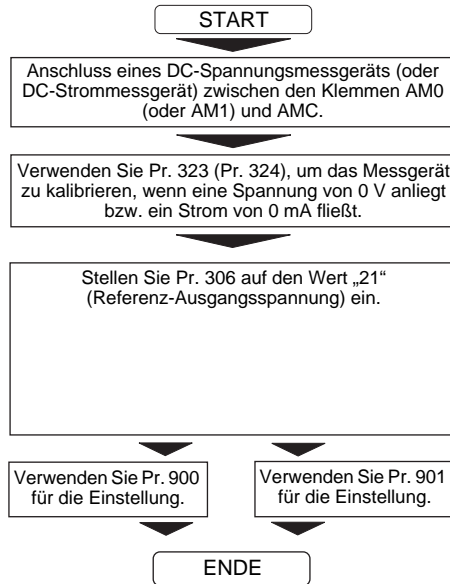 START
Anschluss eines DC-Spannungsmessgeräts (oder
DC-Strommessgerät) zwischen den Klemmen AM0
(oder AM1) und AMC.
Verwenden Sie Pr. 323 (Pr. 324), um das Messgerät
zu kalibrieren, wenn eine Spannung von 0 V anliegt
bzw. ein Strom von 0 mA fließt.
Stellen Sie Pr. 306 auf den Wert „21“
(Referenz-Ausgangsspannung) ein.
Verwenden Sie Pr. 900
für die Einstellung.
Verwenden Sie Pr. 901
für die Einstellung.
ENDE